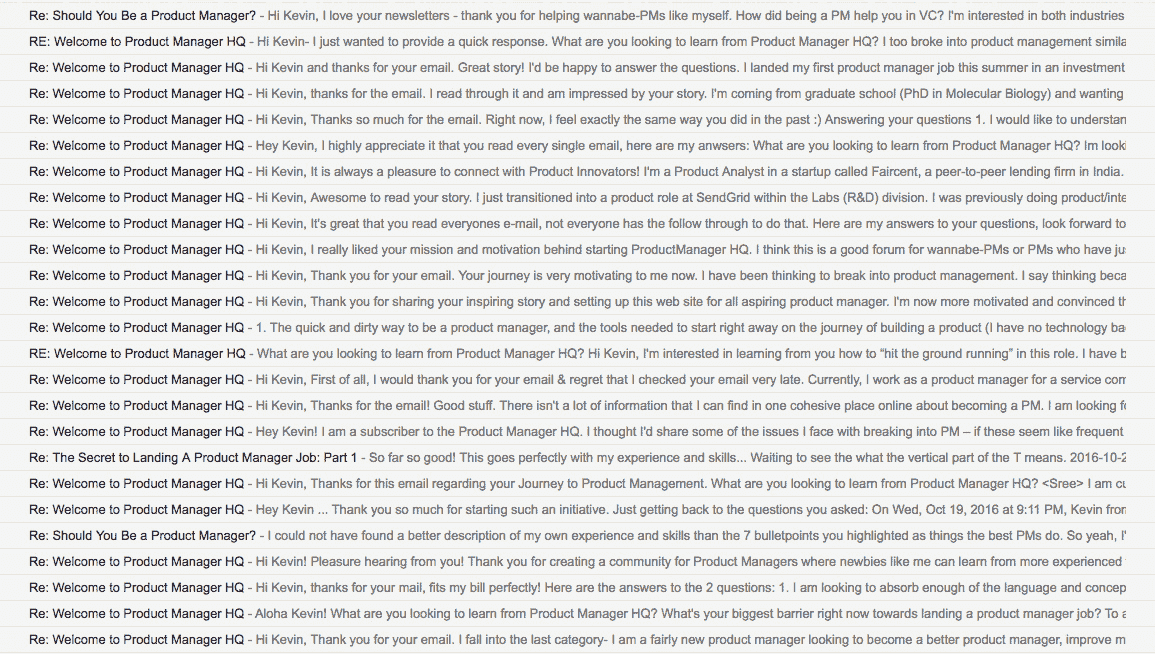 Re: Should You Be a Product Manager? - Hi Kevin, I love your newsletters - thank you for helping wannabe-PMs like myself. How did being a PM help you in VC? I'm interested in both industries
RE: Welcome to Product Manager HQ - Hi Kevin- I just wanted to provide a quick response. What are you looking to learn from Product Manager HQ? I too broke into product management simila
Re: Welcome to Product Manager HQ - Hi Kevin and thanks for your email. Great story! I'd be happy to answer the questions. I landed my first product manager job this summer in an investment
Re: Welcome to Product Manager HQ - Hi Kevin, thanks for the email. I read through it and am impressed by your story. I'm coming from graduate school (PhD in Molecular Biology) and wanting
Re: Welcome to Product Manager HQ - Hi Kevin, Thanks so much for the email. Right now, I feel exactly the same way you did in the past :) Answering your questions 1. I would like to understan
Re: Welcome to Product Manager HQ - Hey Kevin, I highly appreciate it that you read every single email, here are my anwsers: What are you looking to learn from Product Manager HQ? Im look
Re: Welcome to Product Manager HQ - Hi Kevin, It is always a pleasure to connect with Product Innovators! I'm a Product Analyst in a startup called Faircent, a peer-to-peer lending firm in India.
Re: Welcome to Product Manager HQ - Hi Kevin, Awesome to read your story. I just transitioned into a product role at SendGrid within the Labs (R&D) division. I was previously doing product/inte
Re: Welcome to Product Manager HQ - Hi Kevin, It's great that you read everyones e-mail, not everyone has the follow through to do that. Here are my answers to your questions, look forward to
Re: Welcome to Product Manager HQ - Hi Kevin, I really liked your mission and motivation behind starting ProductManager HQ. I think this is a good forum for wannabe-PMs or PMs who have ju
Re: Welcome to Product Manager HQ - Hi Kevin, Thank you for your email. Your journey is very motivating to me now. I have been thinking to break into product management. I say thinking beca
Re: Welcome to Product Manager HQ - Hi Kevin, Thank you for sharing your inspiring story and setting up this web site for all aspiring product manager. I'm now more motivated and convinced th
Re: Welcome to Product Manager HQ - 1. The quick and dirty way to be a product manager, and the tools needed to start right away on the journey of building a product (I have no technology ba
RE: Welcome to Product Manager HQ - What are you looking to learn from Product Manager HQ? Hi Kevin, I'm interested in learning from you how to “hit the ground running” in this role. I have b
Re: Welcome to Product Manager HQ - Hi Kevin, First of all, I would thank you for your email & regret that I checked your email very late. Currently, I work as a product manager for a service com
Re: Welcome to Product Manager HQ - Hi Kevin, Thanks for the email! Good stuff. There isn't a lot of information that I can find in one cohesive place online about becoming a PM. I am looking fo
Re: Welcome to Product Manager HQ - Hey Kevin! I am a subscriber to the Product Manager HQ. I thought I'd share some of the issues I face with breaking into PM – if these seem like frequent
Re: The Secret to Landing A Product Manager Job: Part 1 - So far so good! This goes perfectly with my experience and skills... Waiting to see the what the vertical part of the T means. 2016-10-2
Re: Welcome to Product Manager HQ - Hi Kevin, Thanks for this email regarding your Journey to Product Management. What are you looking to learn from Product Manager HQ? <Sree> I am cu
Re: Welcome to Product Manager HQ - Hey Kevin ... Thank you so much for starting such an initiative. Just getting back to the questions you asked: On Wed, Oct 19, 2016 at 9:11 PM, Kevin from
Re: Should You Be a Product Manager? - I could not have found a better description of my own experience and skills than the 7 bulletpoints you highlighted as things the best PMs do. So yeah, I'
Re: Welcome to Product Manager HQ - Hi Kevin! Pleasure hearing from you! Thank you for creating a community for Product Managers where newbies like me can learn from more experienced
Re: Welcome to Product Manager HQ - Hi Kevin, thanks for your mail, fits my bill perfectly! Here are the answers to the 2 questions: 1. I am looking to absorb enough of the language and concep
Re: Welcome to Product Manager HQ - Aloha Kevin! What are you looking to learn from Product Manager HQ? What's your biggest barrier right now towards landing a product manager job? To a
Re: Welcome to Product Manager HQ - Hi Kevin, Thank you for your email. I fall into the last category- I am a fairly new product manager looking to become a better product manager, improve m